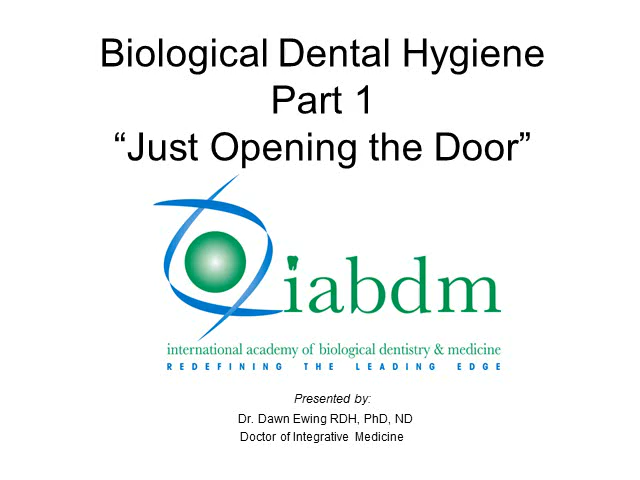 Biological Dental Hygiene
Part 1
“Just Opening the Door”
iabdm
international academy of biological dentistry & medicine
REDEFINING THE LEADING EDGE
Presented by:
Dr. Dawn Ewing RDH, PhD, ND
Doctor of Integrative Medicine